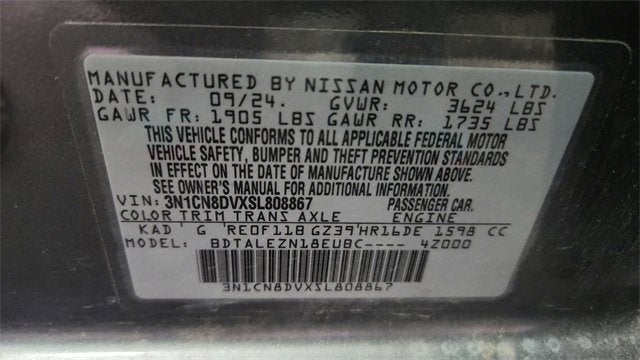 MANUFACTURED BY NISSAN MOTOR CO.,LTD.
DATE: 09/24. GVWR: 3624 LBS
GAWR FR: 1905 LBS GAWR RR: 1735 LBS
THIS VEHICLE CONFORMS TO ALL APPLICABLE FEDERAL MOTOR
VEHICLE SAFETY, BUMPER AND THEFT PREVENTION STANDARDS
IN EFFECT ON THE DATE OF MANUFACTURE SHOWN ABOVE.
SEE OWNER'S MANUAL FOR ADDITIONAL INFORMATION
VIN: 3N1CN8DVXSL808867 PASSENGER CAR.
COLOR TRIM TRANS AXLE ENGINE
KAD G RE0F11B GZ39 HR16DE 1598 CC
MODEL: BDTALEZN18EUBC---- 4Z000
3N1CN8DVXSL808867